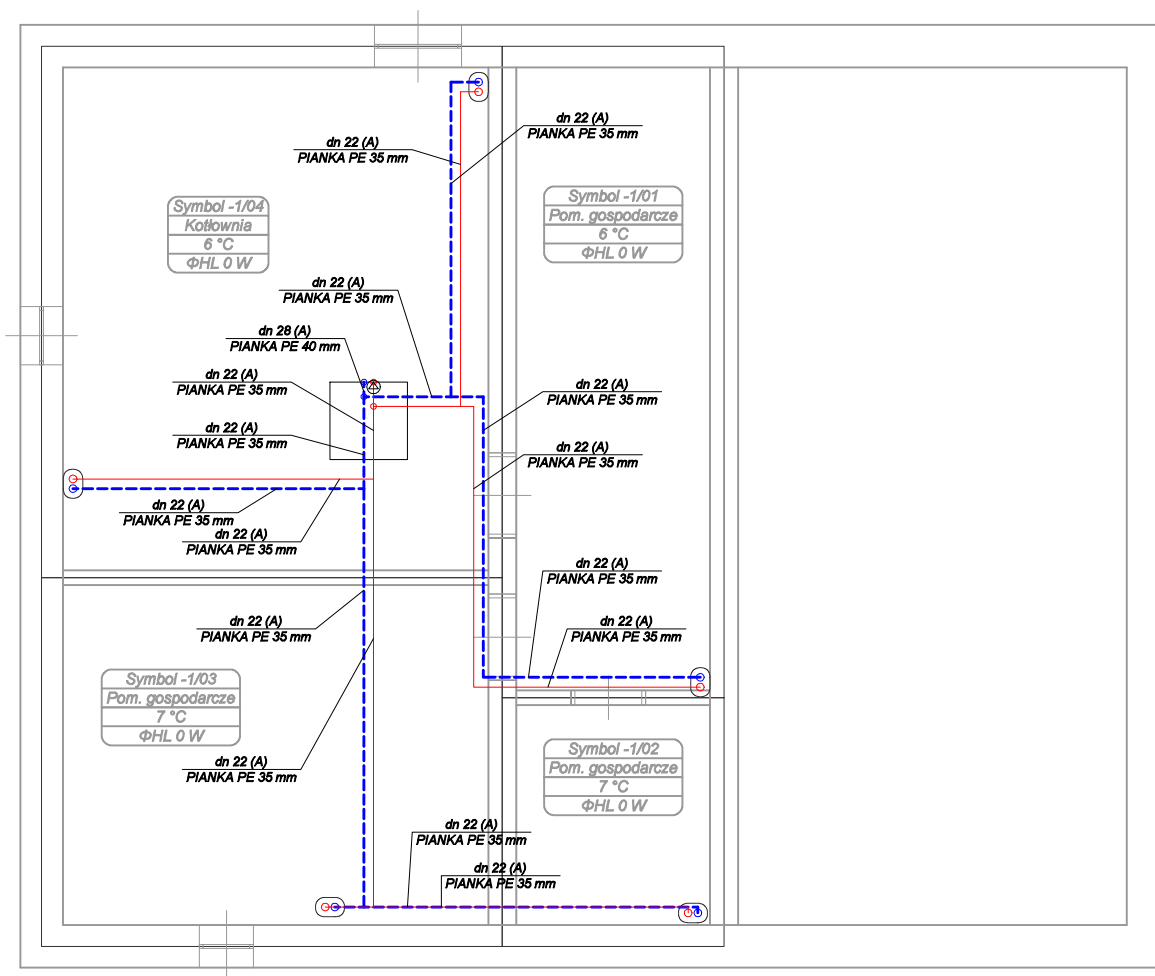 dn 22 (A)
PIANKA PE 35 mm
dn 22 (A)
PIANKA PE 35 mm
Symbol -1/04
Kotłownia
6 °C
ΦHL 0 W
Symbol -1/01
Pom. gospodarcze
6 °C
ΦHL 0 W
dn 22 (A)
PIANKA PE 35 mm
dn 28 (A)
PIANKA PE 40 mm
dn 22 (A)
PIANKA PE 35 mm
dn 22 (A)
PIANKA PE 35 mm
dn 22 (A)
PIANKA PE 35 mm
dn 22 (A)
PIANKA PE 35 mm
dn 22 (A)
PIANKA PE 35 mm
dn 22 (A)
PIANKA PE 35 mm
dn 22 (A)
PIANKA PE 35 mm
dn 22 (A)
PIANKA PE 35 mm
dn 22 (A)
PIANKA PE 35 mm
Symbol -1/03
Pom. gospodarcze
7 °C
ΦHL 0 W
dn 22 (A)
PIANKA PE 35 mm
Symbol -1/02
Pom. gospodarcze
7 °C
ΦHL 0 W
dn 22 (A)
PIANKA PE 35 mm
dn 22 (A)
PIANKA PE 35 mm